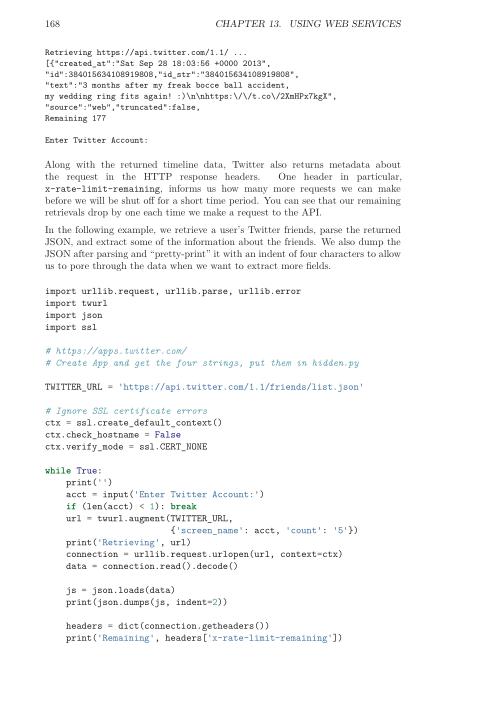 168 CHAPTER 13. USING WEB SERVICES
Retrieving https://api.twitter.com/1.1/ ...
[{"created_at":"Sat Sep 28 18:03:56 +0000 2013",
"id":384015634108919808,"id_str":"384015634108919808",
"text":"3 months after my freak bocce ball accident,
my wedding ring fits again! :)\n\nhttps:\/\/t.co\/2XmHPx7kgX",
"source":"web","truncated":false,
Remaining 177
Enter Twitter Account:
Along with the returned timeline data, Twitter also returns metadata about
the request in the HTTP response headers. One header in particular,
x-rate-limit-remaining, informs us how many more requests we can make
before we will be shut off for a short time period. You can see that our remaining
retrievals drop by one each time we make a request to the API.
In the following example, we retrieve a user's Twitter friends, parse the returned
JSON, and extract some of the information about the friends. We also dump the
JSON after parsing and “pretty-print” it with an indent of four characters to allow
us to pore through the data when we want to extract more fields.
import urllib.request, urllib.parse, urllib.error
import twurl
import json
import ssl
# https://apps.twitter.com/
# Create App and get the four strings, put them in hidden.py
TWITTER_URL = 'https://api.twitter.com/1.1/friends/list.json'
# Ignore SSL certificate errors
ctx = ssl.create_default_context()
ctx.check_hostname = False
ctx.verify_mode = ssl.CERT_NONE
while True:
    print('')
    acct = input('Enter Twitter Account:')
    if (len(acct) < 1): break
    url = twurl.augment(TWITTER_URL,
                        {'screen_name': acct, 'count': '5'})
    print('Retrieving', url)
    connection = urllib.request.urlopen(url, context=ctx)
    data = connection.read().decode()
    js = json.loads(data)
    print(json.dumps(js, indent=2))
    headers = dict(connection.getheaders())
    print('Remaining', headers['x-rate-limit-remaining'])